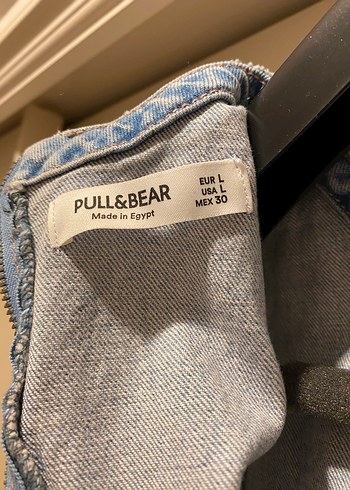 PULL&BEAR
Made in Egypt
EUR L
USA L
MEX 30